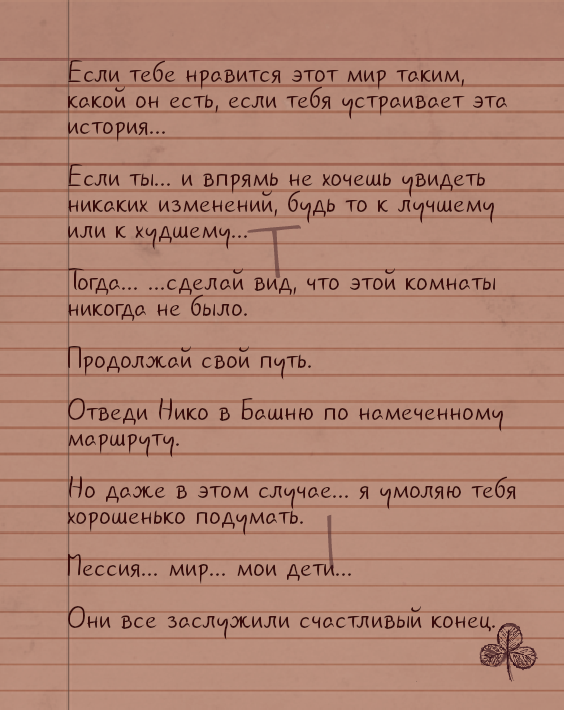 Если тебе нравится этот мир таким,
какой он есть, если тебя устраивает эта
история...
Если ты... и впрямь не хочешь увидеть
никаких изменений, будь то к лучшему
или к худшему...
Тогда... ...сделай вид, что этой комнаты
никогда не было.
Продолжай свой путь.
Отведи Нико в Башню по намеченному
маршруту.
Но даже в этом случае... я умоляю тебя
хорошенько подумать.
Мессия... мир... мои дети...
Они все заслужили счастливый конец.